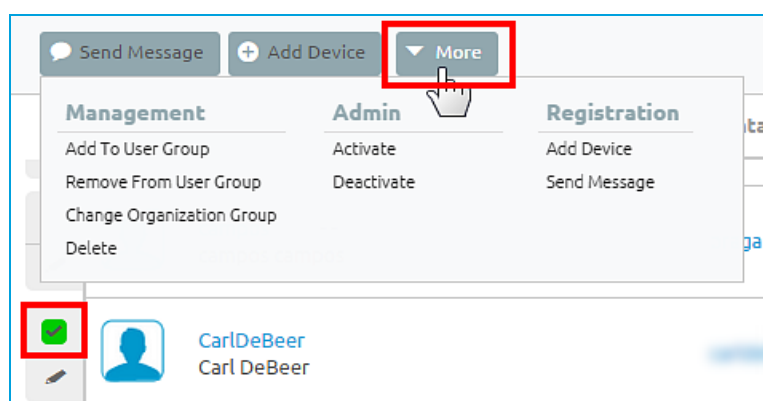 Send Message Add Device More
Management Admin Registration
Add To User Group Activate Add Device
Remove From User Group Deactivate Send Message
Change Organization Group
Delete
CarlDeBeer
Carl DeBeer